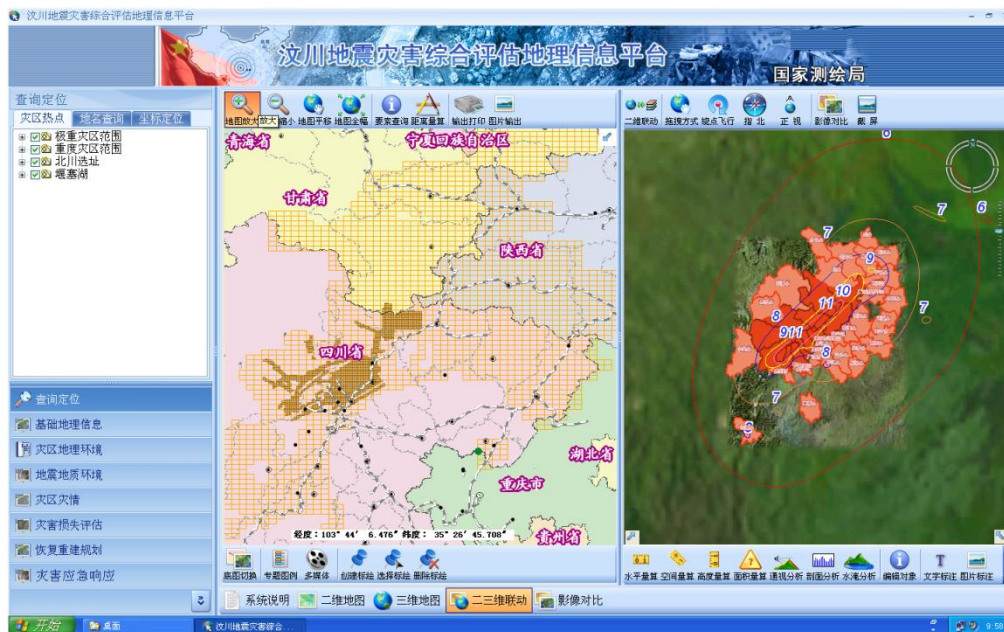 汶川地震灾害综合评估地理信息平台
汶川地震灾害综合评估地理信息平台
国家测绘局
查询定位
灾区热点 地名查询 坐标定位
极重灾区范围
重度灾区范围
北川选址
堰塞湖
查询定位
基础地理信息
灾区地理环境
地震地质环境
灾区灾情
灾害损失评估
恢复重建规划
灾害应急响应
地图放大 放大 缩小 地图平移 地图全幅 要素查询 距离量算 输出打印 图片输出
青海省
宁夏回族自治区
甘肃省
陕西省
四川省
湖北省
重庆市
贵州省
经度:103° 44′ 6.476″ 纬度: 35° 26′ 45.708″
底图切换 专题图例 多媒体 创建标绘 选择标绘 删除标绘
二维联动 拖拽方式 绕点飞行 指北 正视 影像对比 截屏
6
7
6
7
9
10
7
11
8
911
8
7
水平量算 空间量算 高度量算 面积量算 通视分析 剖面分析 水淹分析 编辑对象 文字标注 图片标注
系统说明 二维地图 三维地图 二三维联动 影像对比
开始 桌面 汶川地震灾害综合... 9:59